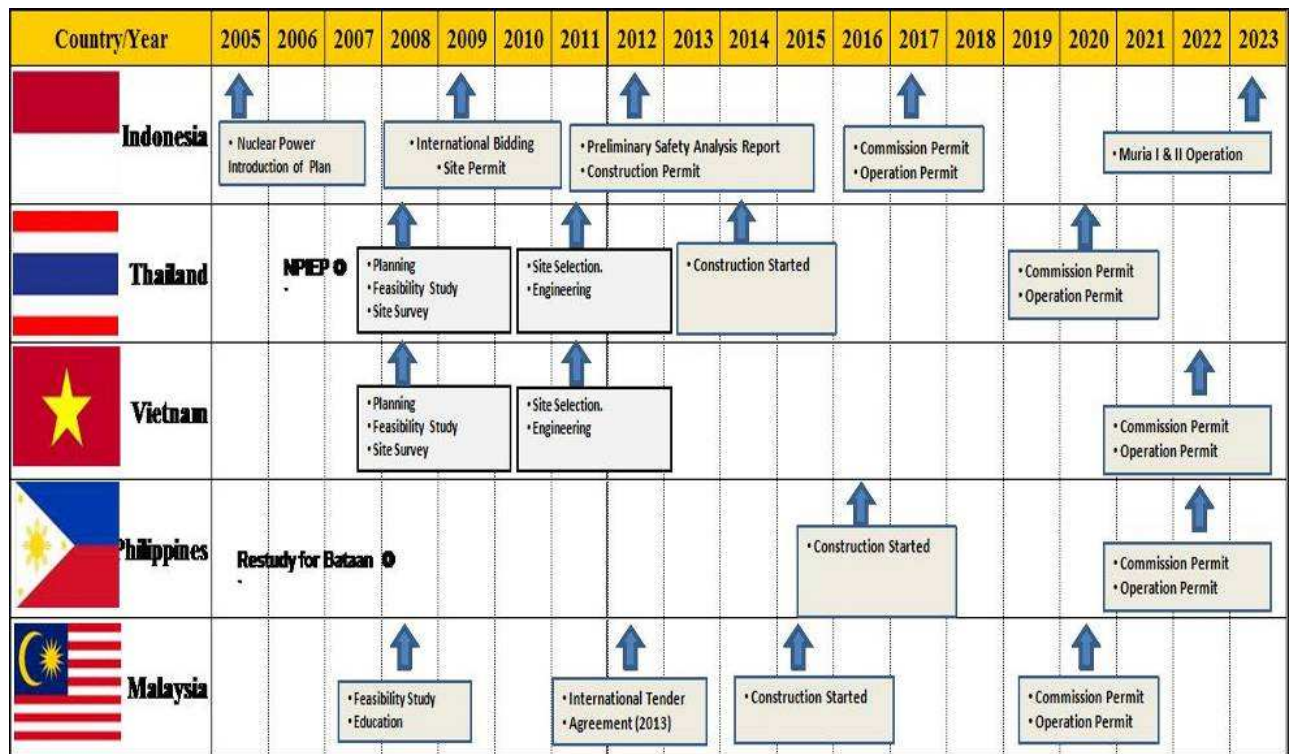 Country/Year 2005 2006 2007 2008 2009 2010 2011 2012 2013 2014 2015 2016 2017 2018 2019 2020 2021 2022 2023
Indonesia
• Nuclear Power
Introduction of Plan
• International Bidding
• Site Permit
• Preliminary Safety Analysis Report
• Construction Permit
• Commission Permit
• Operation Permit
• Muria I & II Operation
Thailand
• Planning
• Feasibility Study
• Site Survey
• Site Selection.
• Engineering
• Construction Started
• Commission Permit
• Operation Permit
Vietnam
• Planning
• Feasibility Study
• Site Survey
• Site Selection.
• Engineering
• Commission Permit
• Operation Permit
Philippines
Restudy for Bataan O
• Construction Started
• Commission Permit
• Operation Permit
Malaysia
• Feasibility Study
• Education
• International Tender
• Agreement (2013)
• Construction Started
• Commission Permit
• Operation Permit